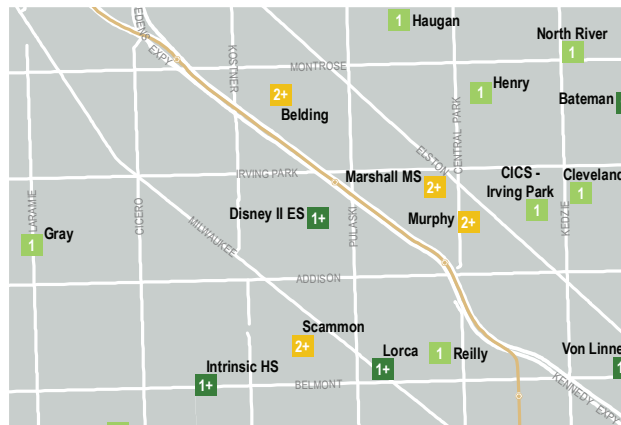 EDENS EXPY
KOSTNER
1
Haugan
North River
1
MONTROSE
2+
Belding
1
Henry
Bateman
CENTRAL PARK
ELSTON
IRVING PARK
Marshall MS
2+
CICS -
Irving Park
1
Cleveland
1
KEDZIE
LARAMIE
CICERO
MILWAUKEE
Disney II ES
1+
PULASKI
Murphy
2+
1
Gray
ADDISON
Scammon
2+
Intrinsic HS
1+
Lorca
1+
1
Reilly
Von Linne
1+
BELMONT
KENNEDY EXPY